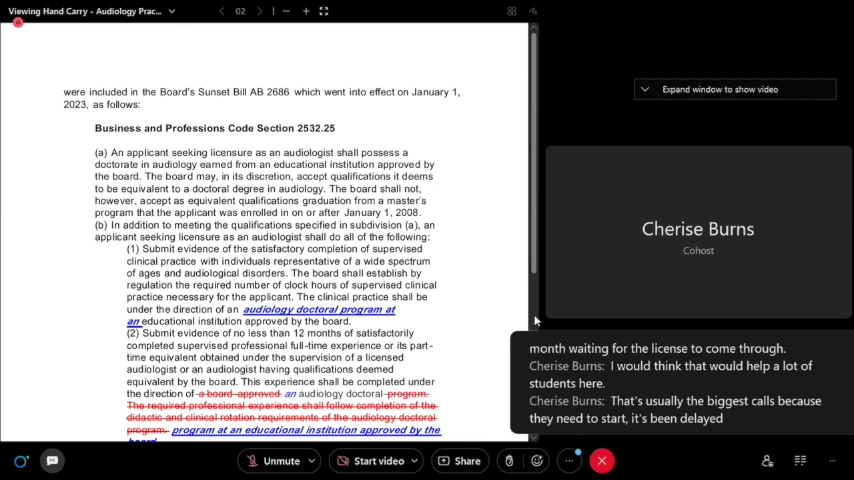 Viewing Hand Carry - Audiology Prac...
02
were included in the Board's Sunset Bill AB 2686 which went into effect on January 1,
2023, as follows:
Business and Professions Code Section 2532.25
(a) An applicant seeking licensure as an audiologist shall possess a
doctorate in audiology earned from an educational institution approved by
the board. The board may, in its discretion, accept qualifications it deems
to be equivalent to a doctoral degree in audiology. The board shall not,
however, accept as equivalent qualifications graduation from a master's
program that the applicant was enrolled in on or after January 1, 2008.
(b) In addition to meeting the qualifications specified in subdivision (a), an
applicant seeking licensure as an audiologist shall do all of the following:
(1) Submit evidence of the satisfactory completion of supervised
clinical practice with individuals representative of a wide spectrum
of ages and audiological disorders. The board shall establish by
regulation the required number of clock hours of supervised clinical
practice necessary for the applicant. The clinical practice shall be
under the direction of an audiology doctoral program at
an educational institution approved by the board.
(2) Submit evidence of no less than 12 months of satisfactorily
completed supervised professional full-time experience or its part-
time equivalent obtained under the supervision of a licensed
audiologist or an audiologist having qualifications deemed
equivalent by the board. This experience shall be completed under
the direction of a board-approved an audiology doctoral program.
The required professional experience shall follow completion of the
didactic and clinical rotation requirements of the audiology doctoral
program. program at an educational institution approved by the
board.
Expand window to show video
Cherise Burns
Cohost
month waiting for the license to come through.
Cherise Burns: I would think that would help a lot of
students here.
Cherise Burns: That's usually the biggest calls because
they need to start, it's been delayed
Unmute
Start video
Share